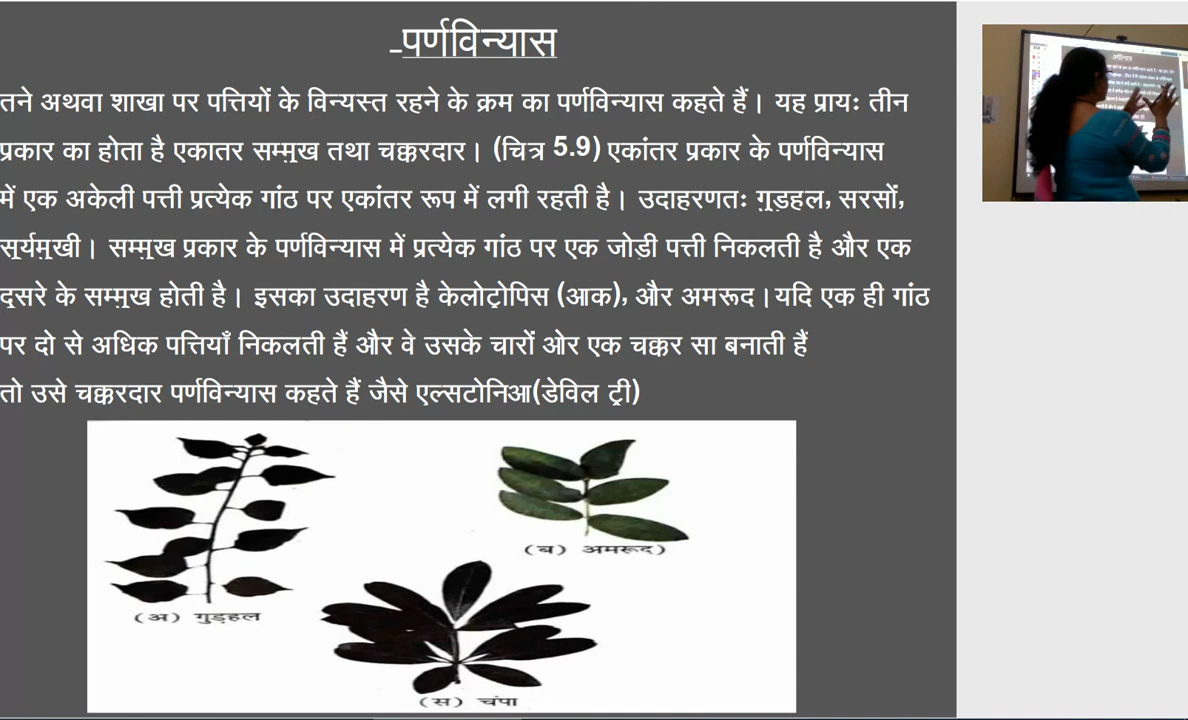 -पर्णविन्यास
तने अथवा शाखा पर पत्तियों के विन्यस्त रहने के क्रम का पर्णविन्यास कहते हैं। यह प्रायः तीन
प्रकार का होता है एकातर सम्मुख तथा चक्करदार। (चित्र 5.9) एकांतर प्रकार के पर्णविन्यास
में एक अकेली पत्ती प्रत्येक गांठ पर एकांतर रूप में लगी रहती है। उदाहरणतः गुड़हल, सरसों,
सूर्यमुखी। सम्मुख प्रकार के पर्णविन्यास में प्रत्येक गांठ पर एक जोड़ी पत्ती निकलती है और एक
दूसरे के सम्मुख होती है। इसका उदाहरण है केलोट्रोपिस (आक), और अमरूद।यदि एक ही गांठ
पर दो से अधिक पत्तियाँ निकलती हैं और वे उसके चारों ओर एक चक्कर सा बनाती हैं
तो उसे चक्करदार पर्णविन्यास कहते हैं जैसे एल्सटोनिआ(डेविल ट्री)
(ब) अमरूद)
(अ) गुड़हल
(स) चंपा